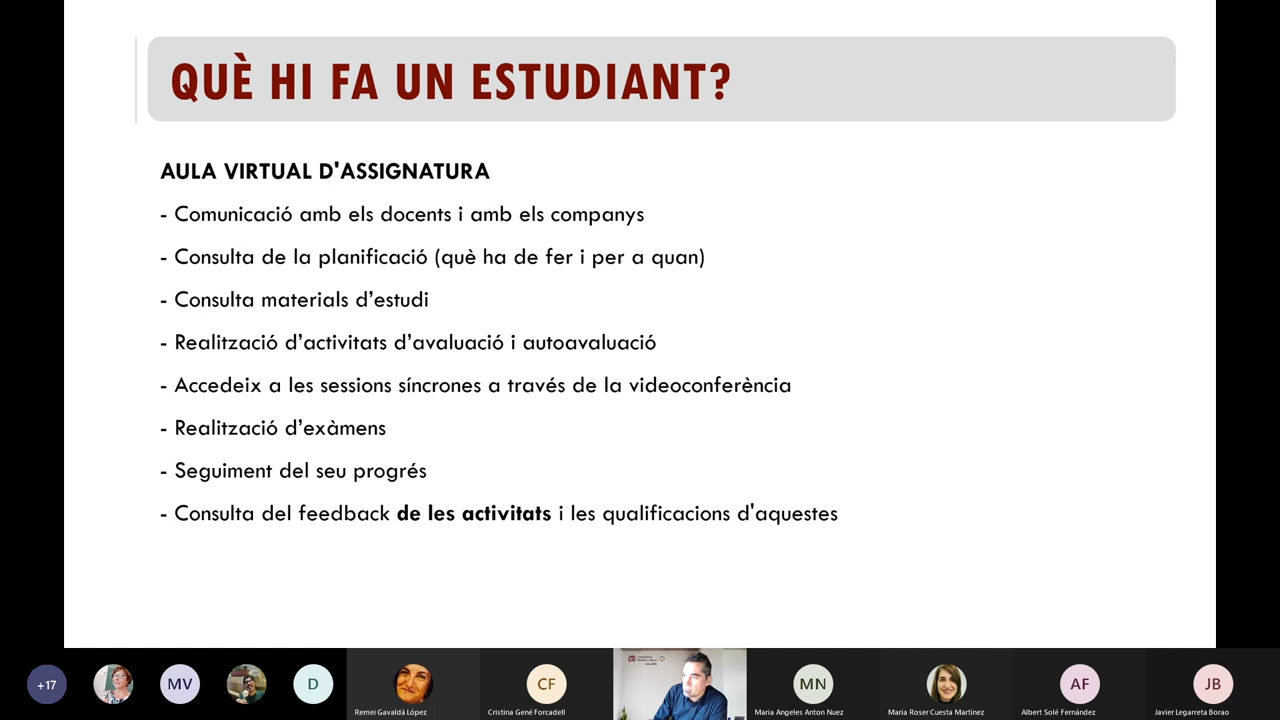 QUÈ HI FA UN ESTUDIANT?
AULA VIRTUAL D'ASSIGNATURA
- Comunicació amb els docents i amb els companys
- Consulta de la planificació (què ha de fer i per a quan)
- Consulta materials d’estudi
- Realització d’activitats d’avaluació i autoavaluació
- Accedeix a les sessions síncrones a través de la videoconferència
- Realització d’exàmens
- Seguiment del seu progrés
- Consulta del feedback de les activitats i les qualificacions d'aquestes
+17
MV
D
Remei Gavaldà López
CF
Cristina Gené Forcadell
MN
Maria Angeles Anton Nuez
Maria Roser Cuesta Martínez
AF
Albert Solé Fernández
JB
Javier Legarreta Borao